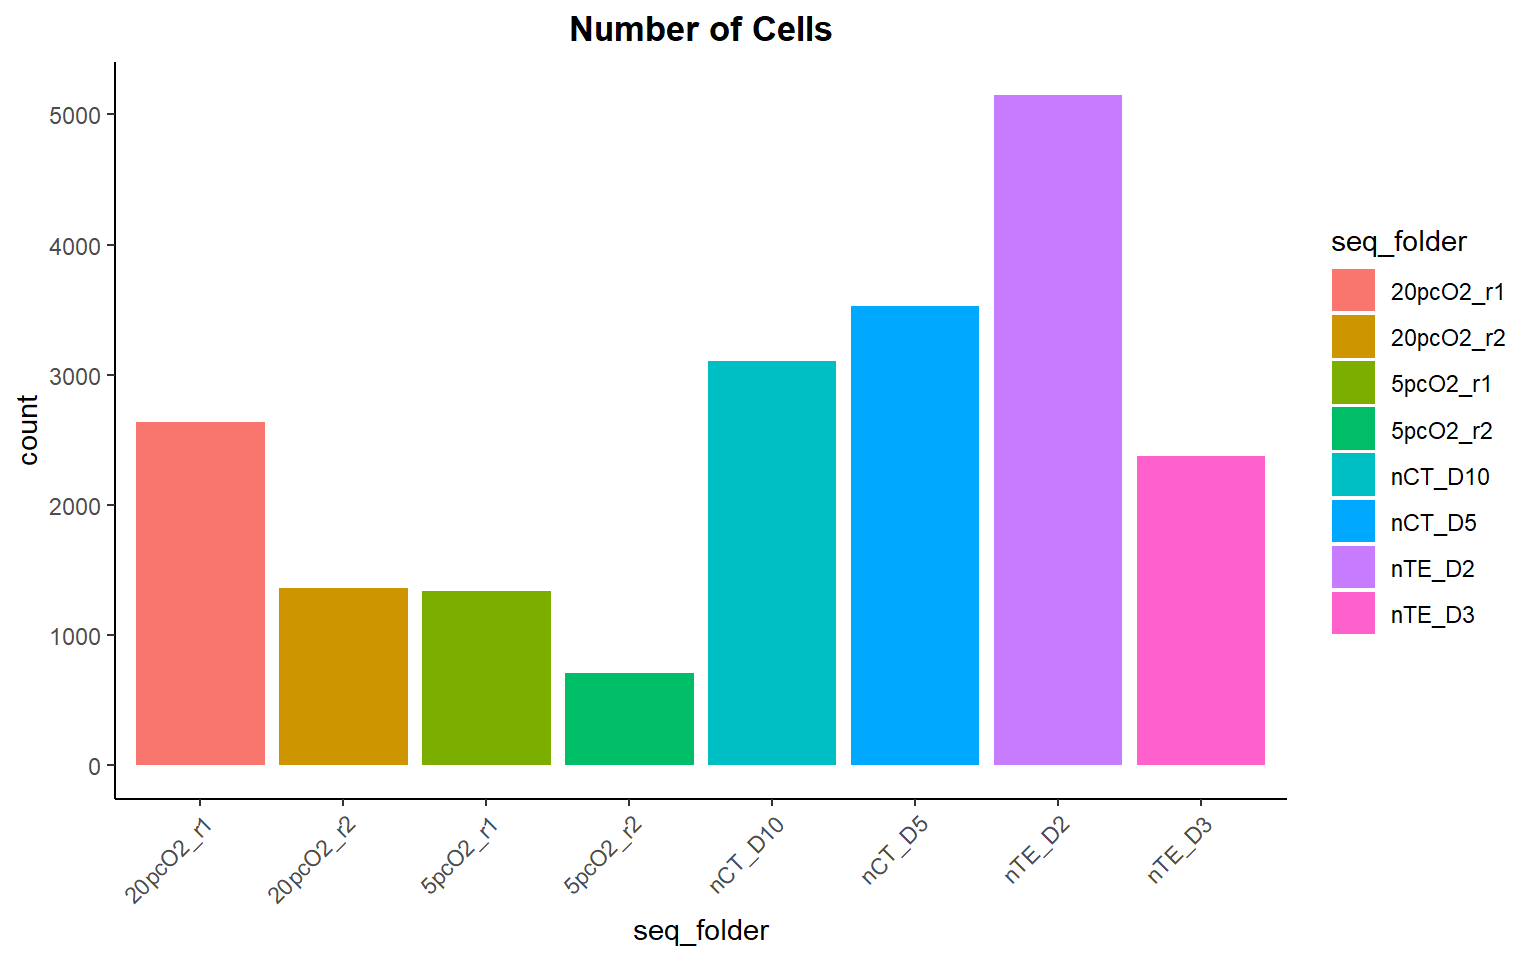 Number of Cells
count
5000
4000
3000
2000
1000
0
20pcO2_r1
20pcO2_r2
5pcO2_r1
5pcO2_r2
nCT_D10
nCT_D5
nTE_D2
nTE_D3
seq_folder
seq_folder
20pcO2_r1
20pcO2_r2
5pcO2_r1
5pcO2_r2
nCT_D10
nCT_D5
nTE_D2
nTE_D3